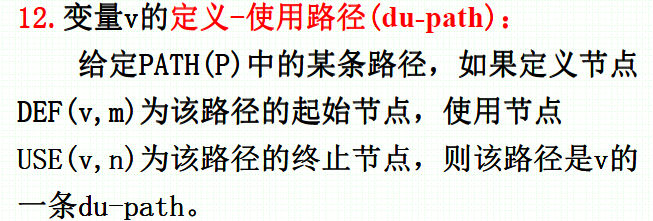 12.变量v的定义-使用路径(du-path)：
给定PATH(P)中的某条路径，如果定义节点
DEF(v,m)为该路径的起始节点，使用节点
USE(v,n)为该路径的终止节点，则该路径是v的
一条du-path。